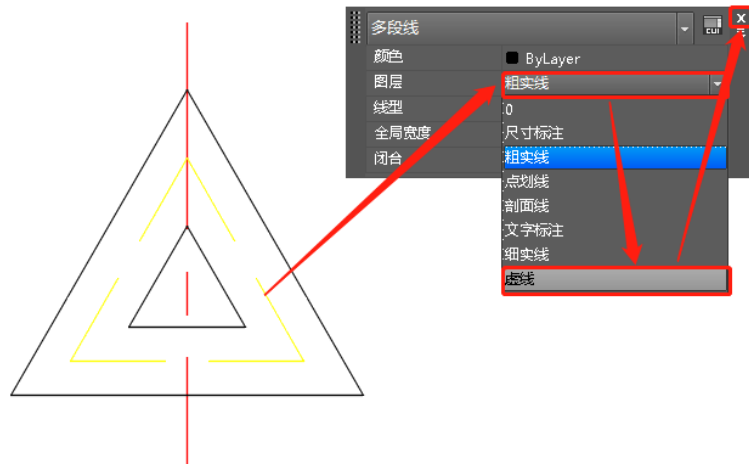 多段线
CUI
X
颜色
ByLayer
图层
粗实线
线型
0
全局宽度
尺寸标注
闭合
粗实线
点划线
剖面线
文字标注
细实线
虚线